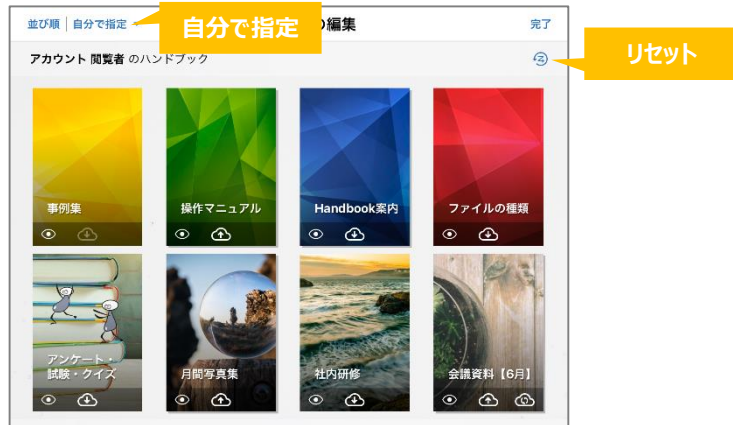 並び順 | 自分で指定
自分で指定
の編集
完了
アカウント 閲覧者 のハンドブック
リセット
事例集
操作マニュアル
Handbook案内
ファイルの種類
アンケート・
試験・クイズ
月間写真集
社内研修
会議資料【6月】